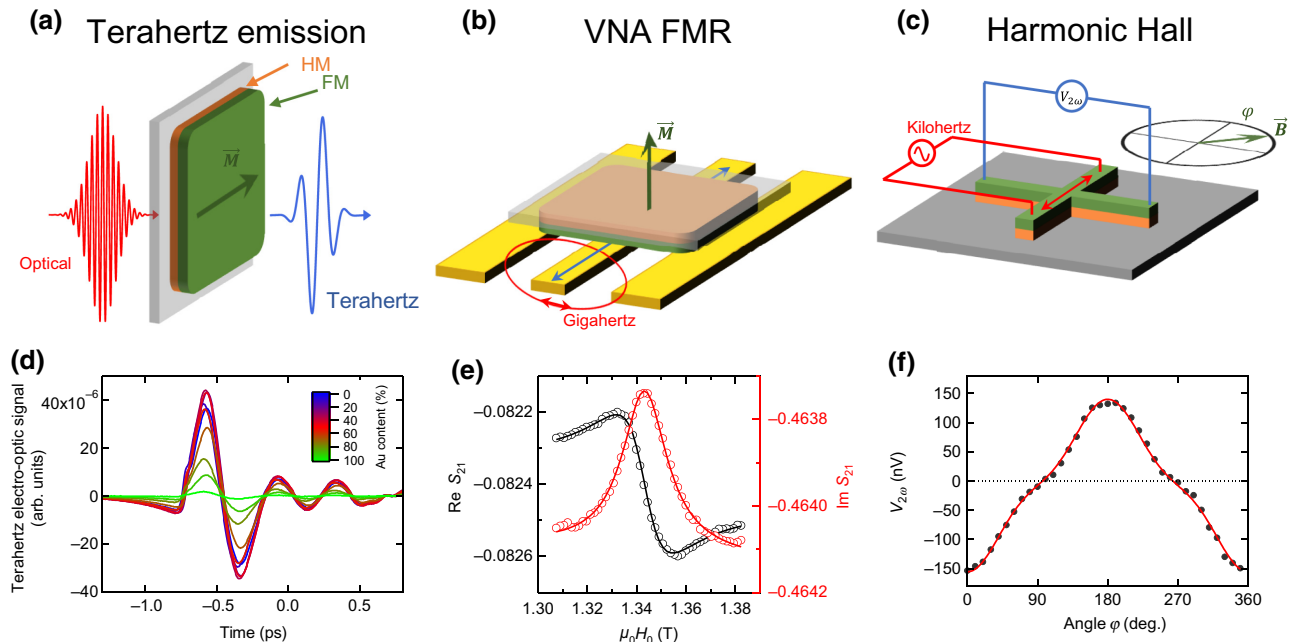 (a) Terahertz emission
HM
FM
M
Optical
Terahertz
(b) VNA FMR
M
Gigahertz
(c) Harmonic Hall
V2ω
Kilohertz
φ
B
(d)
Terahertz electro-optic signal
(arb. units)
40x10⁻⁶
20
0
−20
−40
−1.0 −0.5 0.0 0.5
Time (ps)
0
20
40
60
80
100
Au content (%)
(e)
Re S21
−0.0822
−0.0824
−0.0826
1.30 1.32 1.34 1.36 1.38
μ0H0 (T)
−0.4638
−0.4640
−0.4642
Im S21
(f)
V2ω (nV)
150
100
50
0
−50
−100
−150
0 90 180 270 360
Angle φ (deg.)